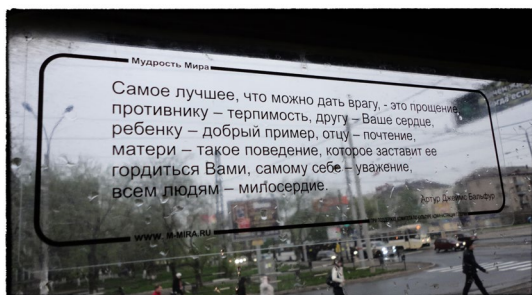 Мудрость Мира
Самое лучшее, что можно дать врагу, - это прощение,
противнику – терпимость, другу – Ваше сердце,
ребенку – добрый пример, отцу – почтение,
матери – такое поведение, которое заставит ее
гордиться Вами, самому себе – уважение,
всем людям – милосердие.
Артур Джеймс Бальфур
WWW. M-MIRA.RU